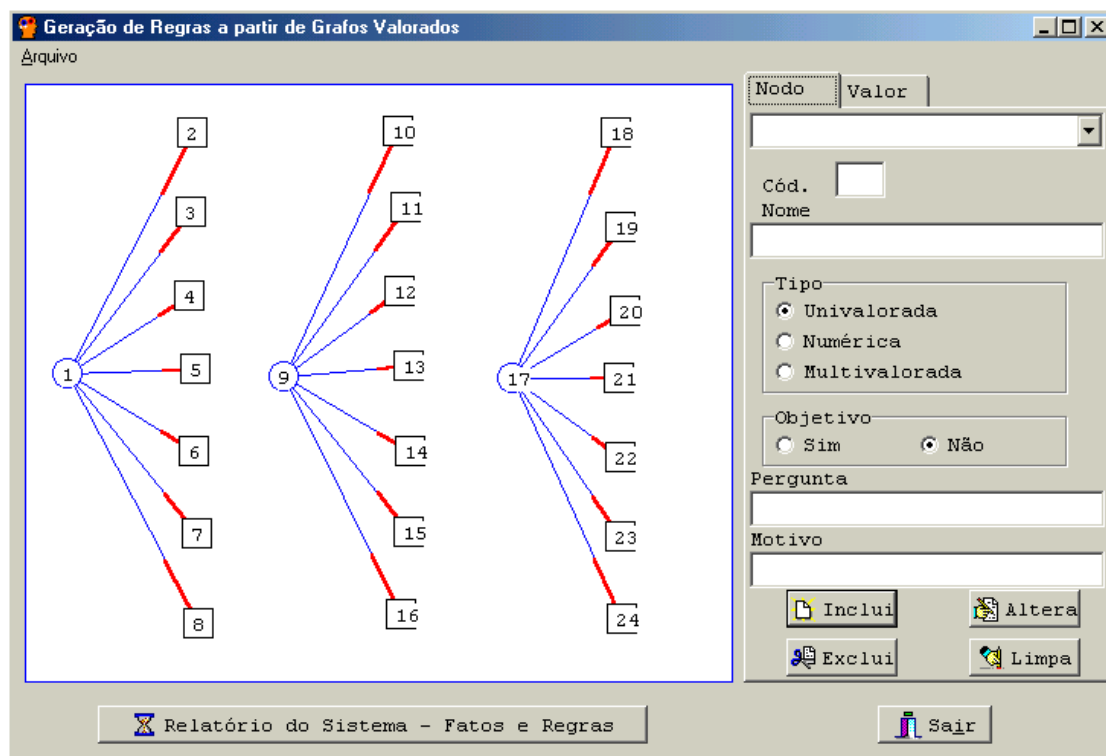 Geração de Regras a partir de Grafos Valorados
Arquivo
2
3
4
1
5
6
7
8
10
11
12
9
13
14
15
16
18
19
20
17
21
22
23
24
Nodo
Valor
Cód.
Nome
Tipo
Univalorada
Numérica
Multivalorada
Objetivo
Sim
Não
Pergunta
Motivo
Inclui
Altera
Exclui
Limpa
Relatório do Sistema - Fatos e Regras
Sair